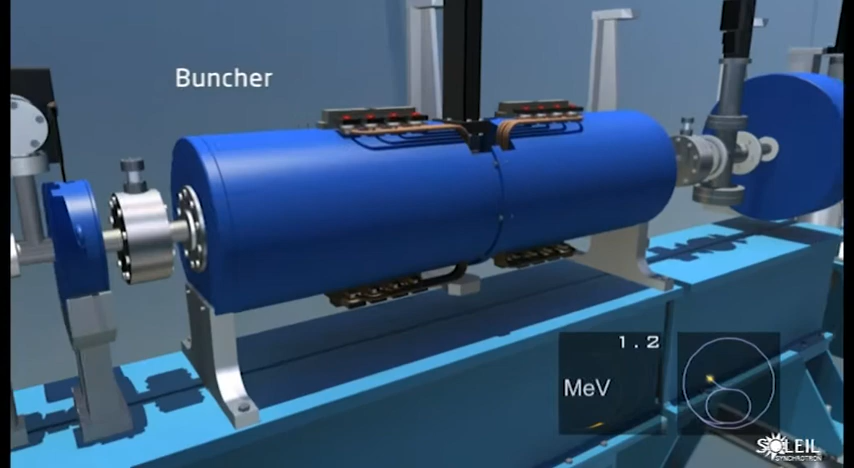 Buncher
1.2
MeV
SOLEIL
SYNCHROTRON